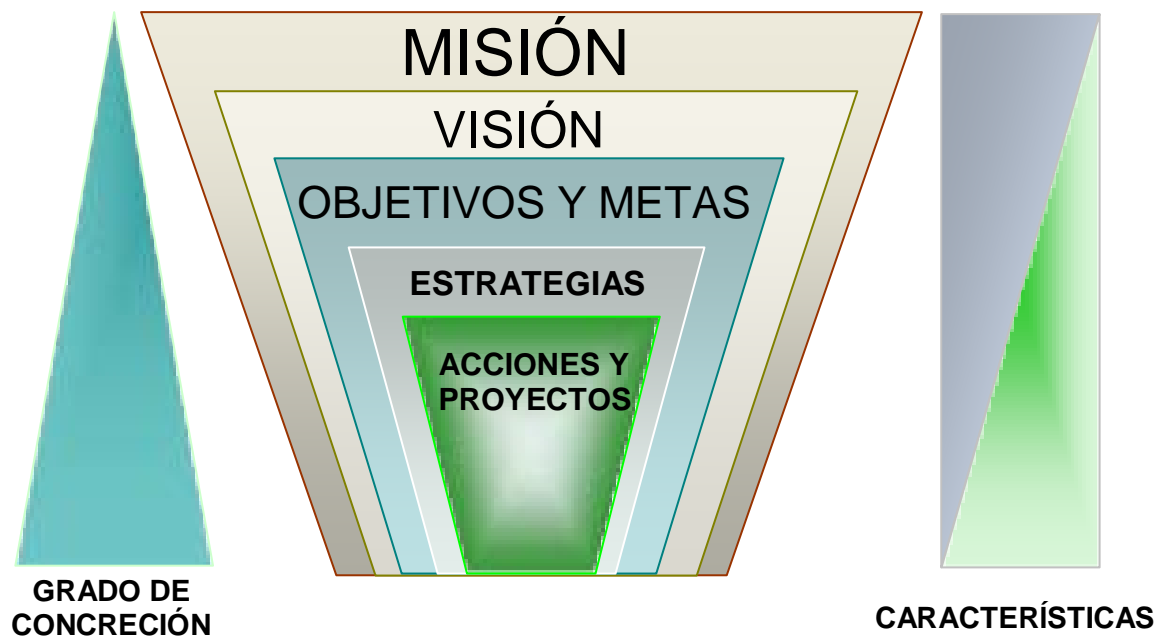 MISIÓN
VISIÓN
OBJETIVOS Y METAS
ESTRATEGIAS
ACCIONES Y
PROYECTOS
GRADO DE
CONCRECIÓN
CARACTERÍSTICAS